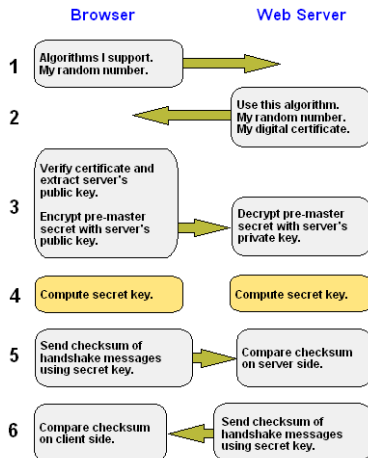 Browser
Web Server
1
Algorithms I support.
My random number.
2
Use this algorithm.
My random number.
My digital certificate.
3
Verify certificate and
extract server's
public key.
Encrypt pre-master
secret with server's
public key.
Decrypt pre-master
secret with server's
private key.
4
Compute secret key.
Compute secret key.
5
Send checksum of
handshake messages
using secret key.
Compare checksum
on server side.
6
Compare checksum
on client side.
Send checksum of
handshake messages
using secret key.